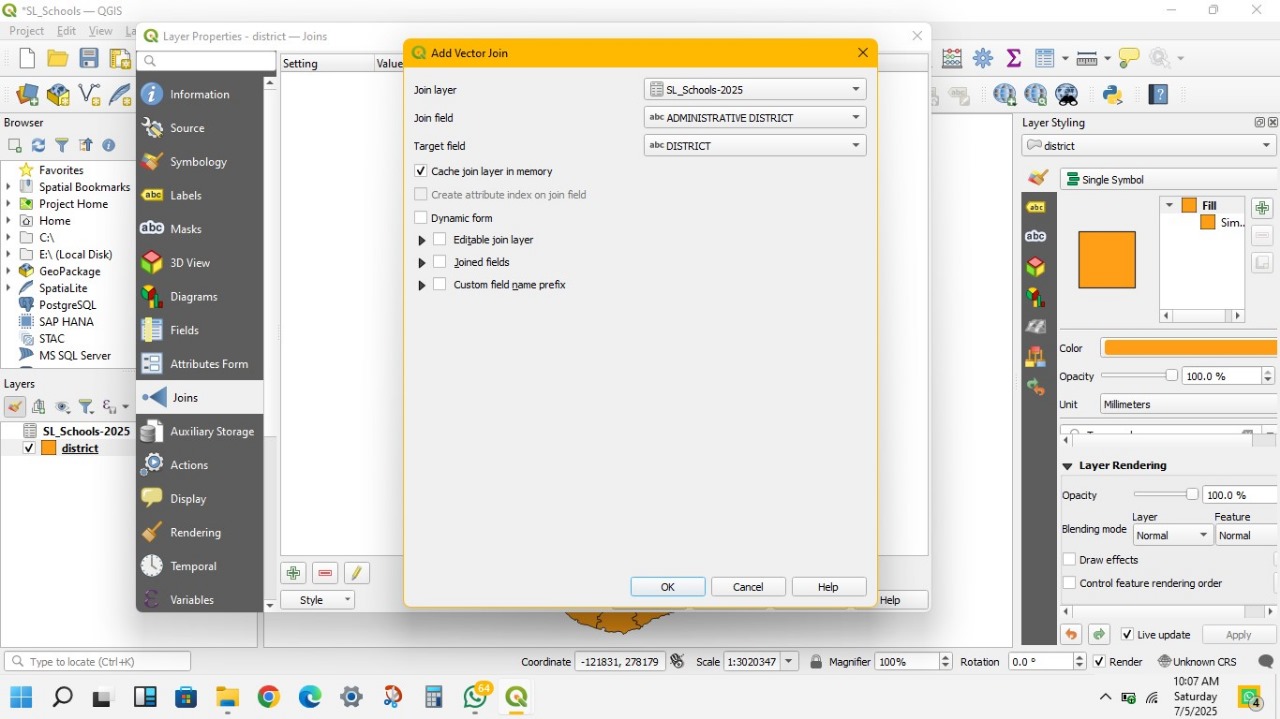 *SL_Schools — QGIS
Project Edit View La
Layer Properties - district — Joins
Add Vector Join
Setting Value
Information
Source
Symbology
abc Labels
abc Masks
3D View
Diagrams
Fields
Attributes Form
Joins
Auxiliary Storage
Actions
Display
Rendering
Temporal
Variables
Style
Help
Join layer SL_Schools-2025
Join field abc ADMINISTRATIVE DISTRICT
Target field abc DISTRICT
Cache join layer in memory
Create attribute index on join field
Dynamic form
Editable join layer
Joined fields
Custom field name prefix
OK Cancel Help
Browser
Favorites
Spatial Bookmarks
Project Home
Home
C:\
E:\ (Local Disk)
GeoPackage
SpatiaLite
PostgreSQL
SAP HANA
STAC
MS SQL Server
Layers
SL_Schools-2025
district
Layer Styling
district
Single Symbol
abc
abc
Fill
Sim..
Color
Opacity 100.0 %
Unit Millimeters
Layer Rendering
Opacity 100.0 %
Layer Feature
Blending mode Normal Normal
Draw effects
Control feature rendering order
Live update Apply
Type to locate (Ctrl+K)
Coordinate -121831, 278179 Scale 1:3020347 Magnifier 100% Rotation 0.0 ° Render Unknown CRS
64
10:07 AM
Saturday
7/5/2025
4